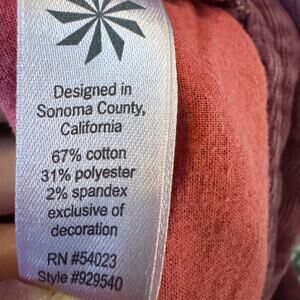 Designed in
Sonoma County,
California
67% cotton
31% polyester
2% spandex
exclusive of
decoration
RN #54023
Style #929540